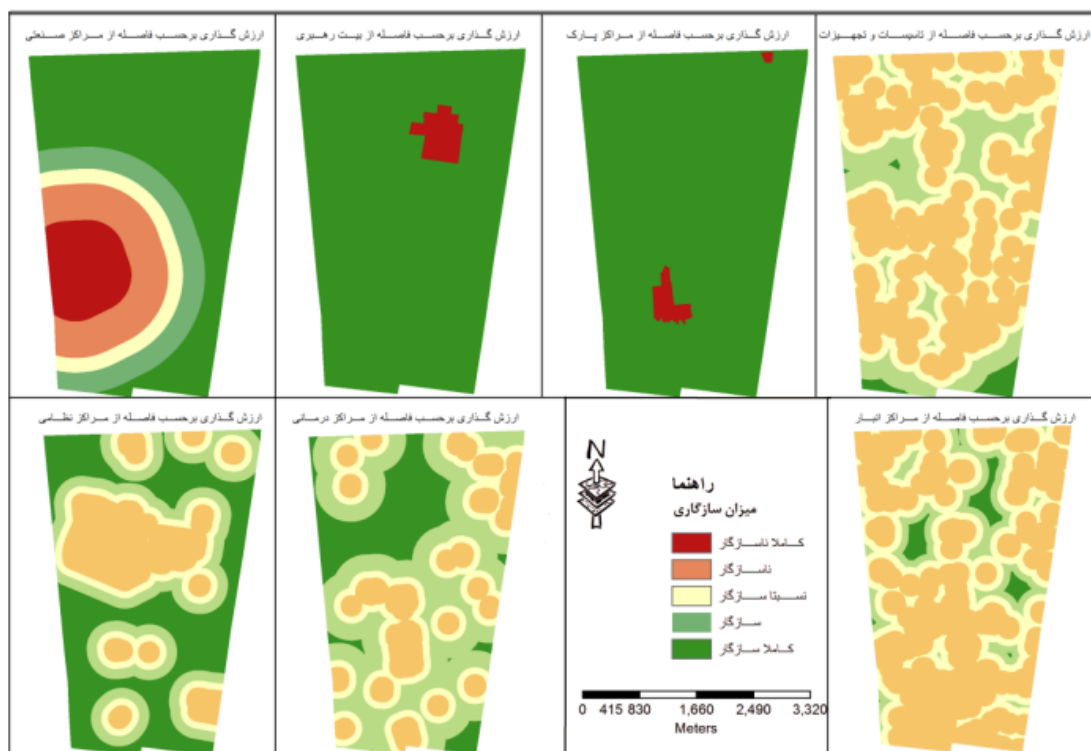 ارزش گذاری برحسب فاصله از تاسیسات و تجهیزات
ارزش گذاری برحسب فاصله از مراکز پارک
ارزش گذاری برحسب فاصله از بیت رهبری
ارزش گذاری برحسب فاصله از مراکز صنعتی
ارزش گذاری برحسب فاصله از مراکز انبار
ارزش گذاری برحسب فاصله از مراکز درمانی
ارزش گذاری برحسب فاصله از مراکز نظامی
N
راهنما
میزان سازگاری
کاملا ناسازگار
ناسازگار
نسبتا سازگار
سازگار
کاملا سازگار
0 415 830 1,660 2,490 3,320
Meters